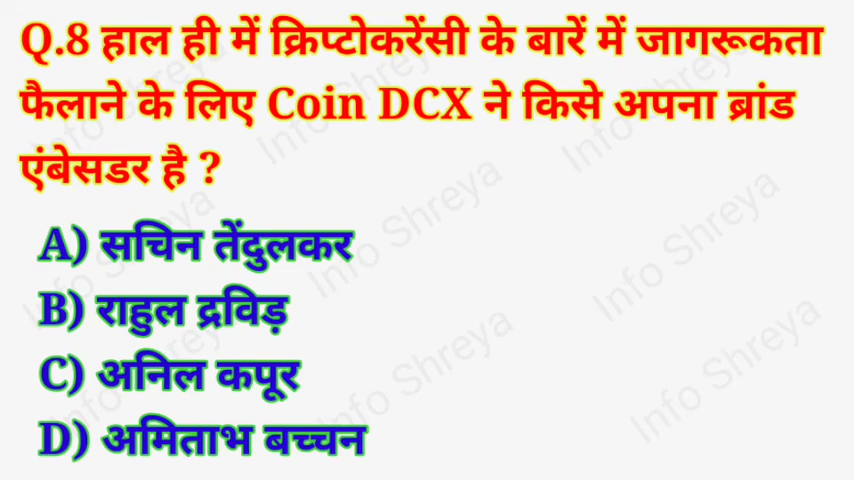 Q.8 हाल ही में क्रिप्टोकरेंसी के बारें में जागरूकता
फैलाने के लिए Coin DCX ने किसे अपना ब्रांड
एंबेसडर है ?
A) सचिन तेंदुलकर
B) राहुल द्रविड़
C) अनिल कपूर
D) अमिताभ बच्चन
Info Shreya